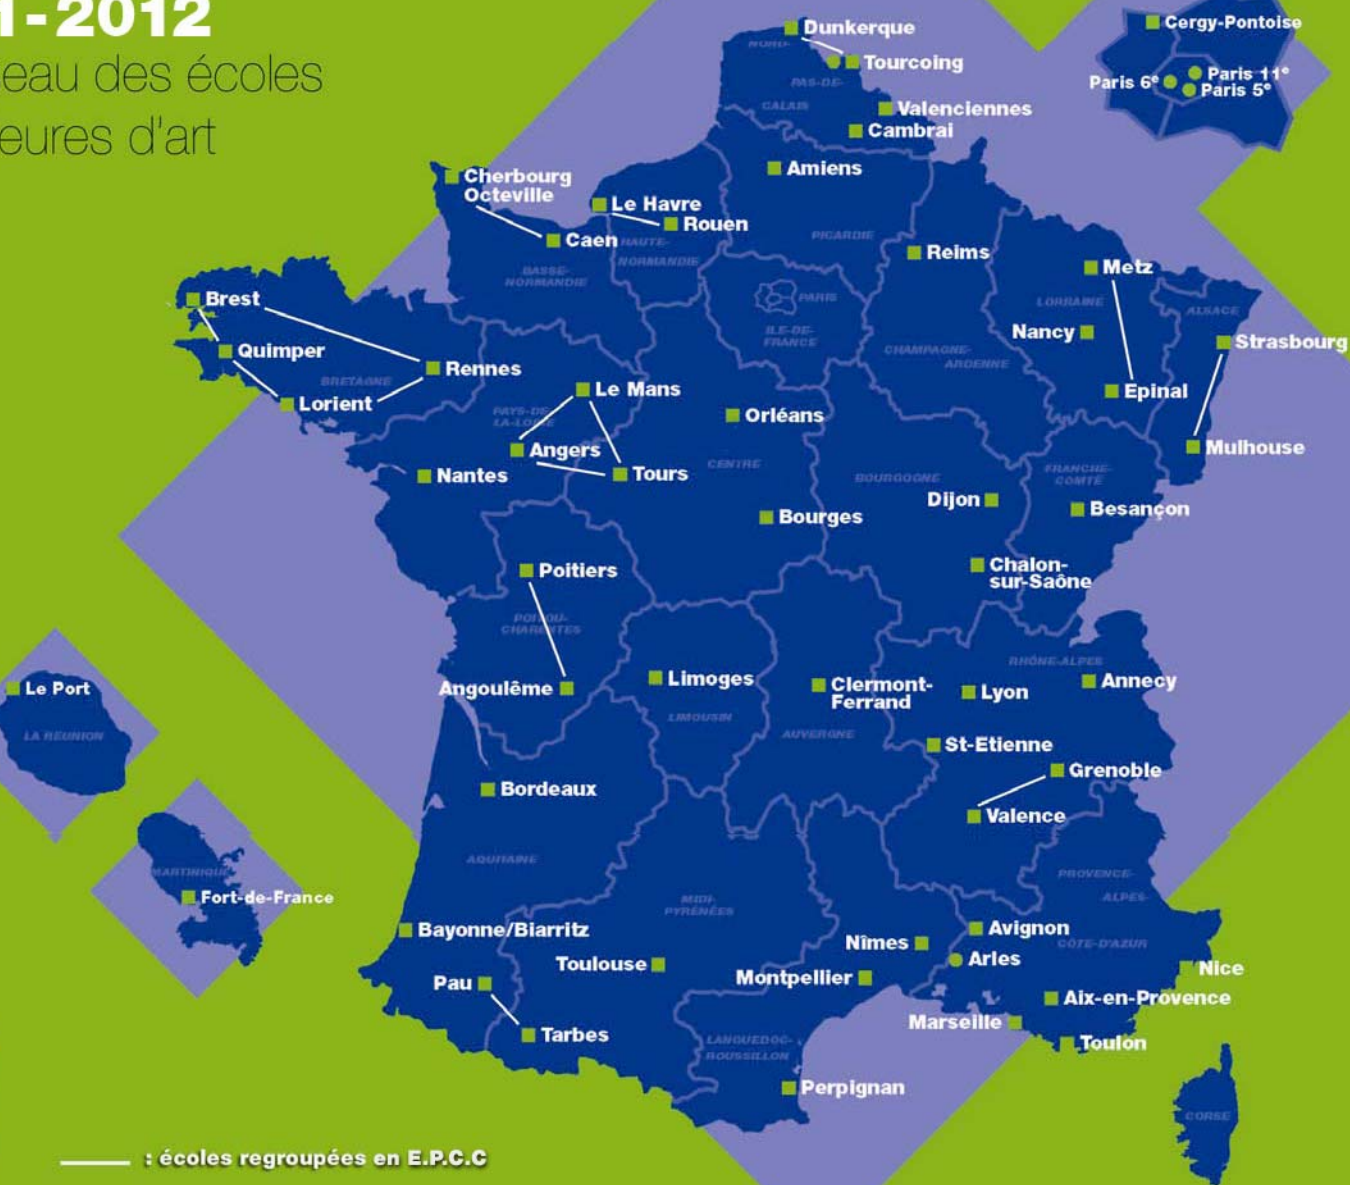 1-2012
eau des écoles
eures d'art
Dunkerque
NORD-
Tourcoing
PAS-DE-
CALAIS
Valenciennes
Cambrai
Cergy-Pontoise
Paris 11e
Paris 6e
Paris 5e
Amiens
Cherbourg
Octeville
Le Havre
Rouen
Caen
HAUTE-
NORMANDIE
PICARDIE
Reims
BASSE-
NORMANDIE
Metz
PARIS
ILE-DE-
FRANCE
LORRAINE
ALSACE
Brest
Nancy
Strasbourg
Quimper
CHAMPAGNE-
ARDENNE
Rennes
BRETAGNE
Le Mans
Epinal
Lorient
PAYS-DE-
LA-LOIRE
Orléans
Angers
Mulhouse
Nantes
Tours
CENTRE
BOURGOGNE
FRANCHE-
COMTÉ
Dijon
Besançon
Bourges
Poitiers
Chalon-
sur-Saône
POITOU-
CHARENTES
RHÔNE-ALPES
Le Port
LA RÉUNION
Angoulême
Limoges
LIMOUSIN
Clermont-
Ferrand
AUVERGNE
Lyon
Annecy
St-Etienne
Grenoble
Bordeaux
Valence
AQUITAINE
MARTINIQUE
Fort-de-France
PROVENCE-
ALPES-
CÔTE-D'AZUR
MIDI-
PYRÉNÉES
Bayonne/Biarritz
Avignon
Nîmes
Arles
Toulouse
Montpellier
Nice
Pau
Aix-en-Provence
Marseille
Tarbes
Toulon
LANGUEDOC-
ROUSSILLON
Perpignan
CORSE
: écoles regroupées en E.P.C.C